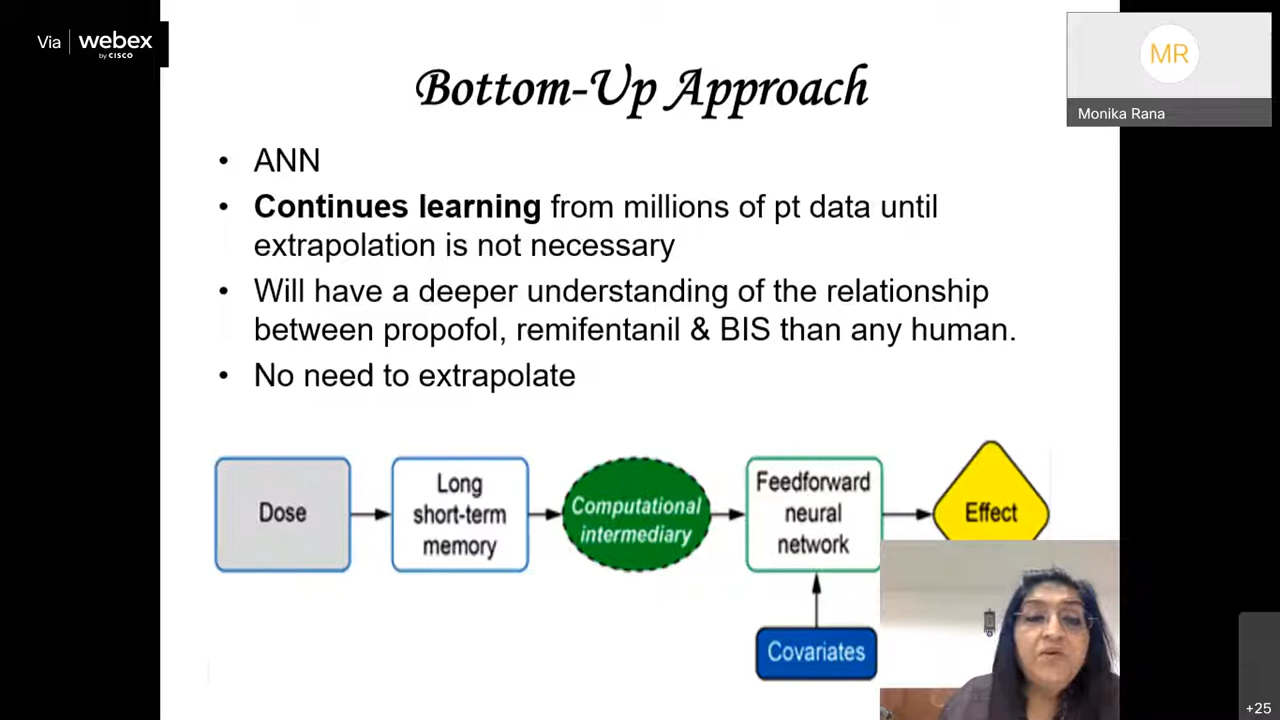 Via webex
by CISCO
MR
Monika Rana
Bottom-Up Approach
• ANN
• Continues learning from millions of pt data until
extrapolation is not necessary
• Will have a deeper understanding of the relationship
between propofol, remifentanil & BIS than any human.
• No need to extrapolate
Dose
Long
short-term
memory
Computational
intermediary
Feedforward
neural
network
Effect
Covariates
+25